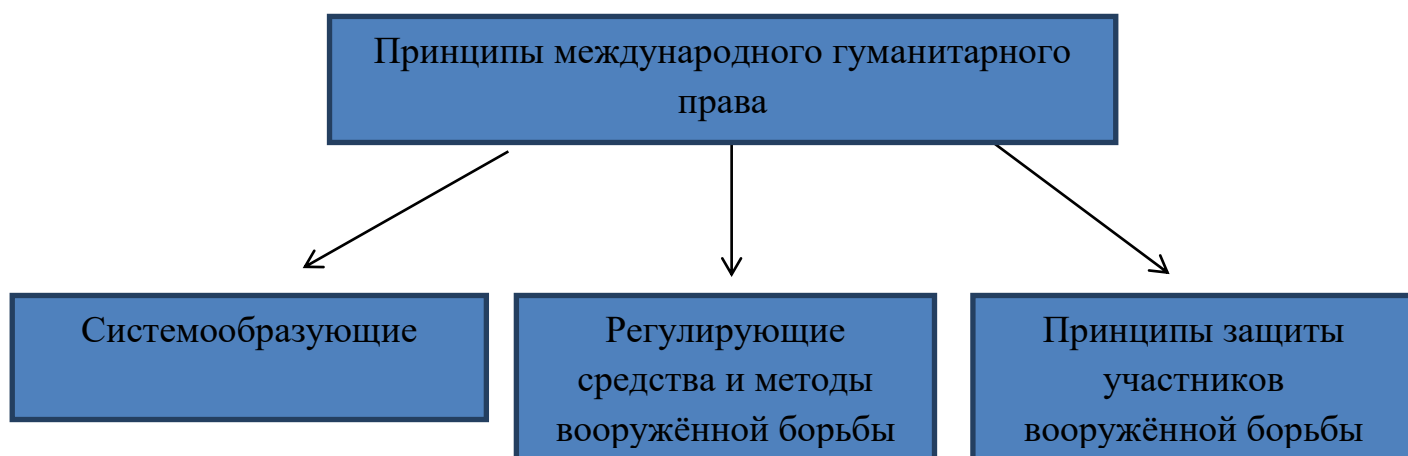 Принципы международного гуманитарного
права
Системообразующие
Регулирующие
средства и методы
вооружённой борьбы
Принципы защиты
участников
вооружённой борьбы